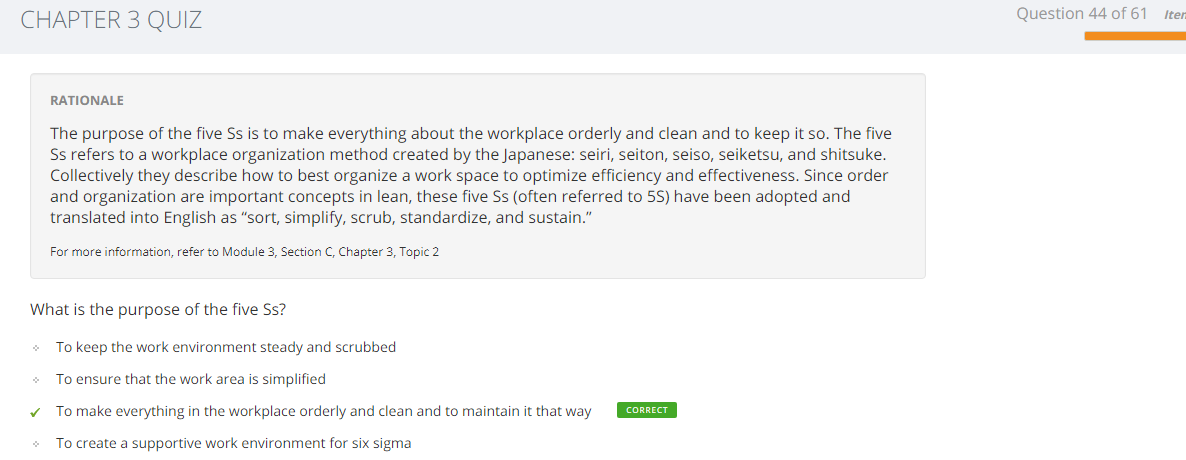 CHAPTER 3 QUIZ
Question 44 of 61
RATIONALE
The purpose of the five Ss is to make everything about the workplace orderly and clean and to keep it so. The five
Ss refers to a workplace organization method created by the Japanese: seiri, seiton, seiso, seiketsu, and shitsuke.
Collectively they describe how to best organize a work space to optimize efficiency and effectiveness. Since order
and organization are important concepts in lean, these five Ss (often referred to 5S) have been adopted and
translated into English as “sort, simplify, scrub, standardize, and sustain.”
For more information, refer to Module 3, Section C, Chapter 3, Topic 2
What is the purpose of the five Ss?
To keep the work environment steady and scrubbed
To ensure that the work area is simplified
To make everything in the workplace orderly and clean and to maintain it that way CORRECT
To create a supportive work environment for six sigma